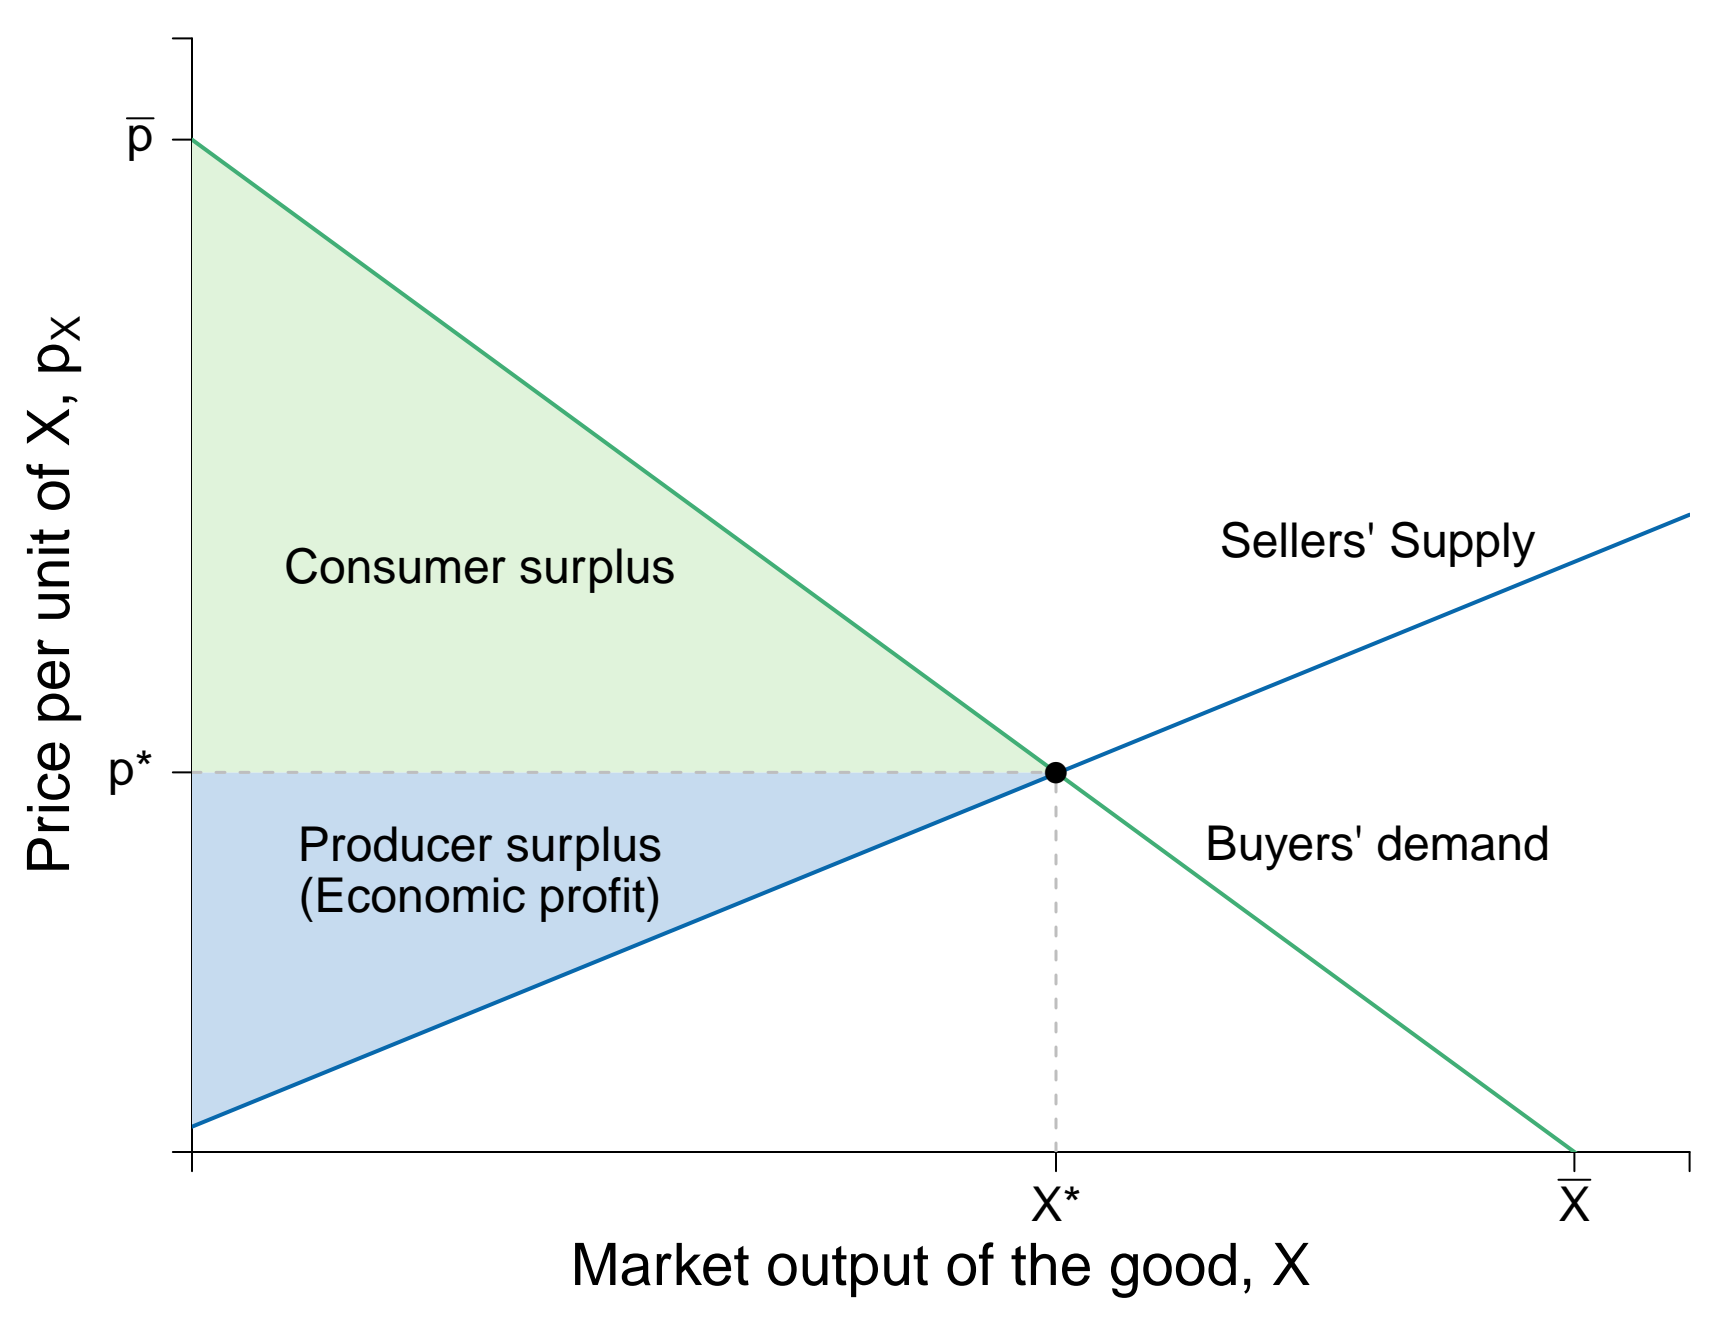 p̅
Price per unit of X, pX
Consumer surplus
Sellers' Supply
p*
Producer surplus
(Economic profit)
Buyers' demand
X*
X̅
Market output of the good, X